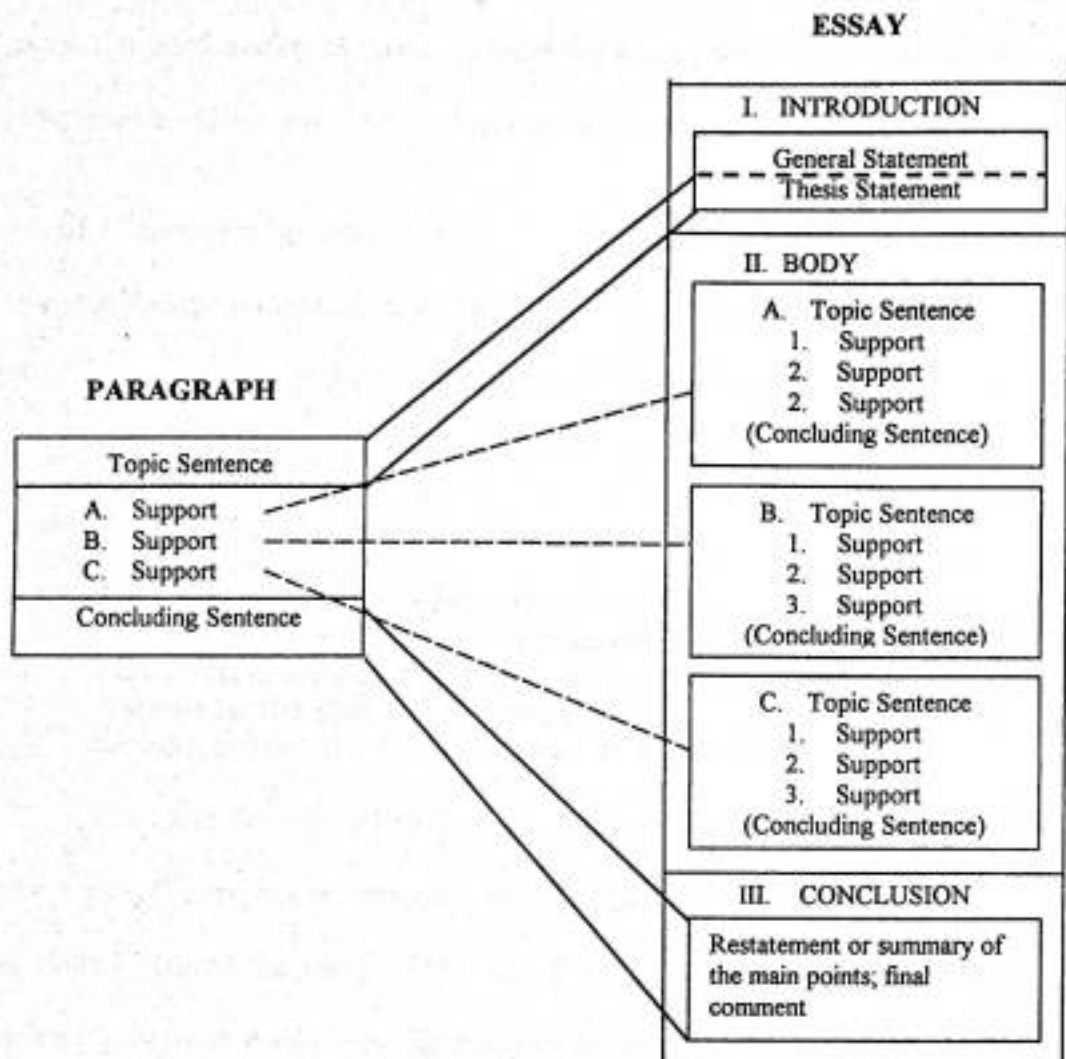 ESSAY
I. INTRODUCTION
General Statement
Thesis Statement
II. BODY
A. Topic Sentence
1. Support
2. Support
2. Support
(Concluding Sentence)
B. Topic Sentence
1. Support
2. Support
3. Support
(Concluding Sentence)
C. Topic Sentence
1. Support
2. Support
3. Support
(Concluding Sentence)
III. CONCLUSION
Restatement or summary of
the main points; final
comment
PARAGRAPH
Topic Sentence
A. Support
B. Support
C. Support
Concluding Sentence